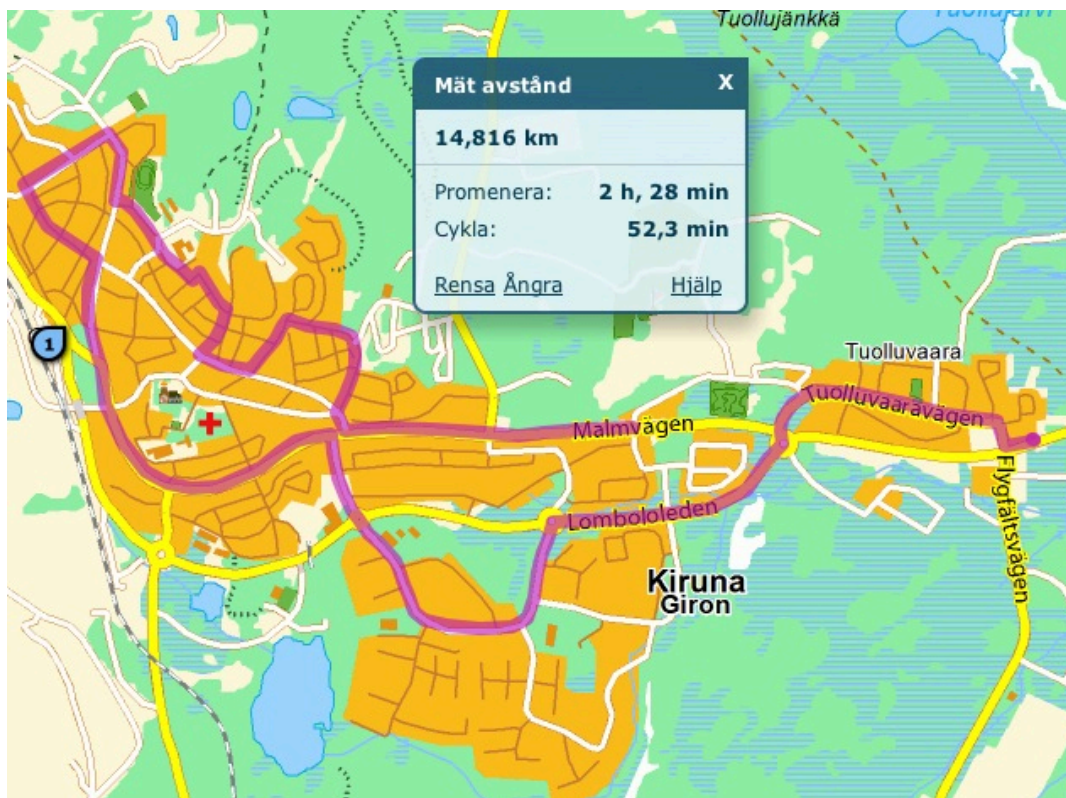 Tuollujänkkä
Tuollujärvi
Mät avstånd X
14,816 km
Promenera: 2 h, 28 min
Cykla: 52,3 min
Rensa Ångra Hjälp
1
Tuolluvaara
Tuolluvaaravägen
Malmvägen
Lombololeden
Flygfältsvägen
Kiruna
Giron